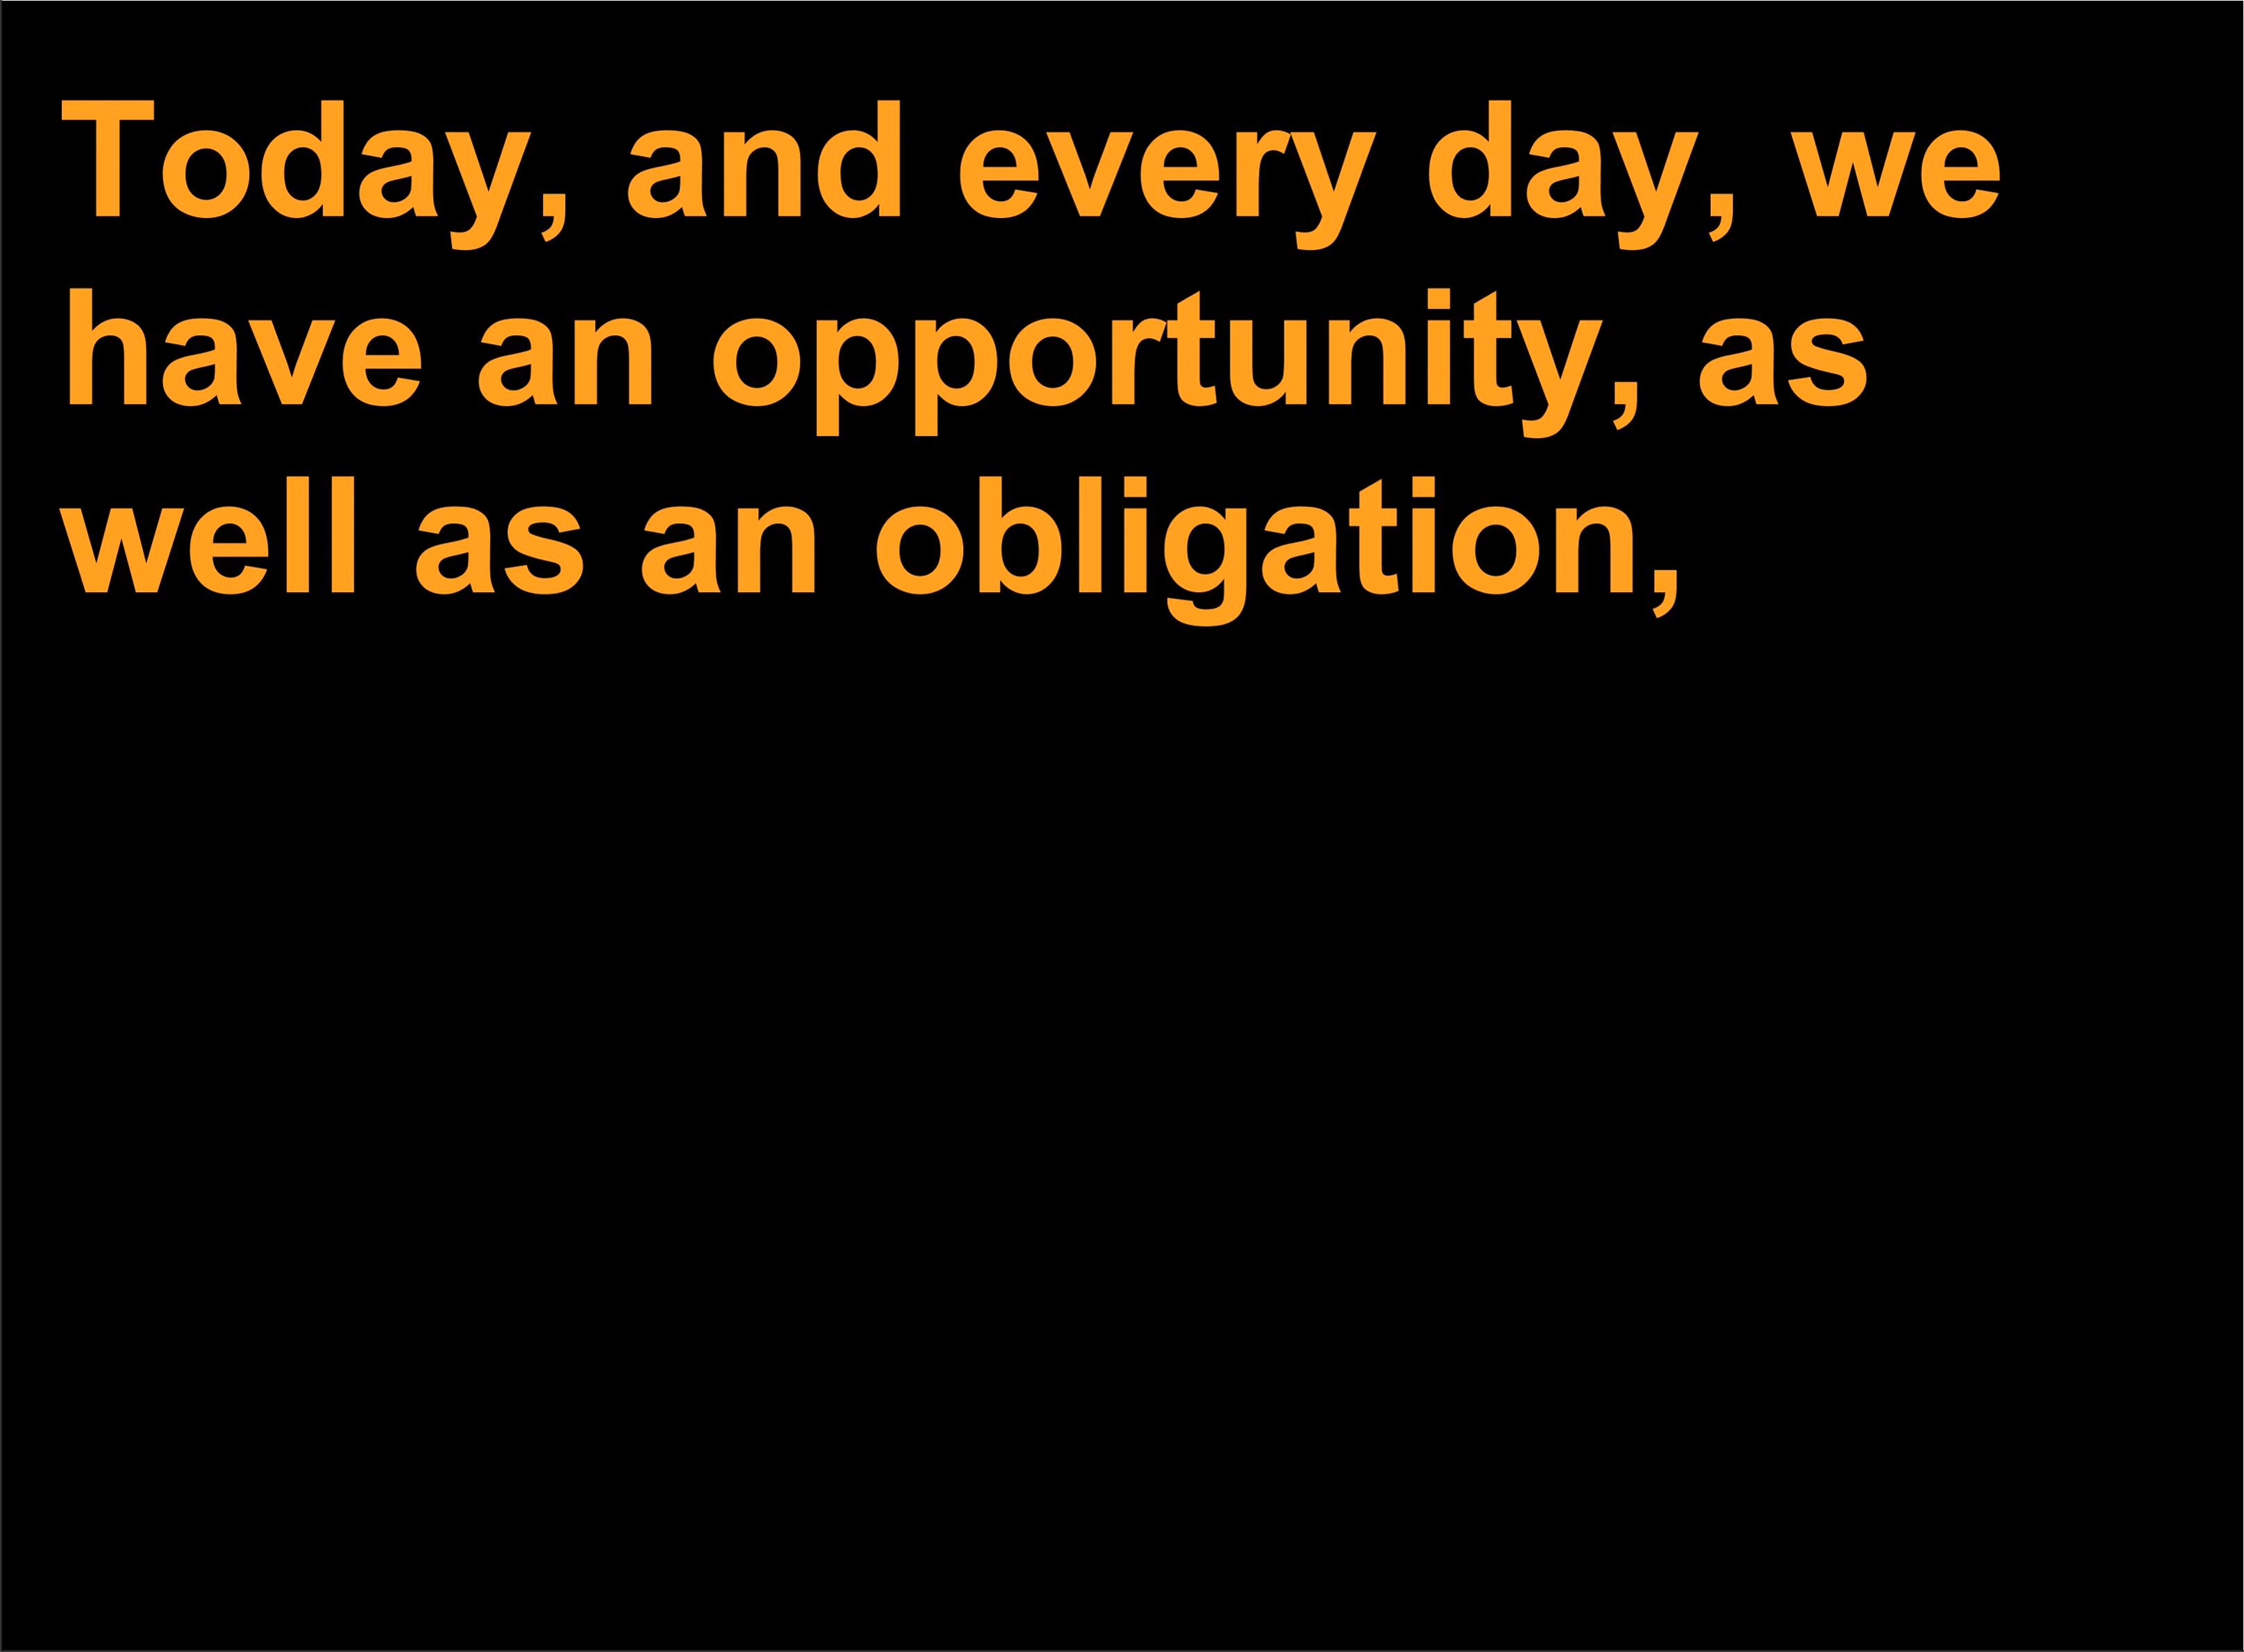 Today, and every day, we
have an opportunity, as
well as an obligation,